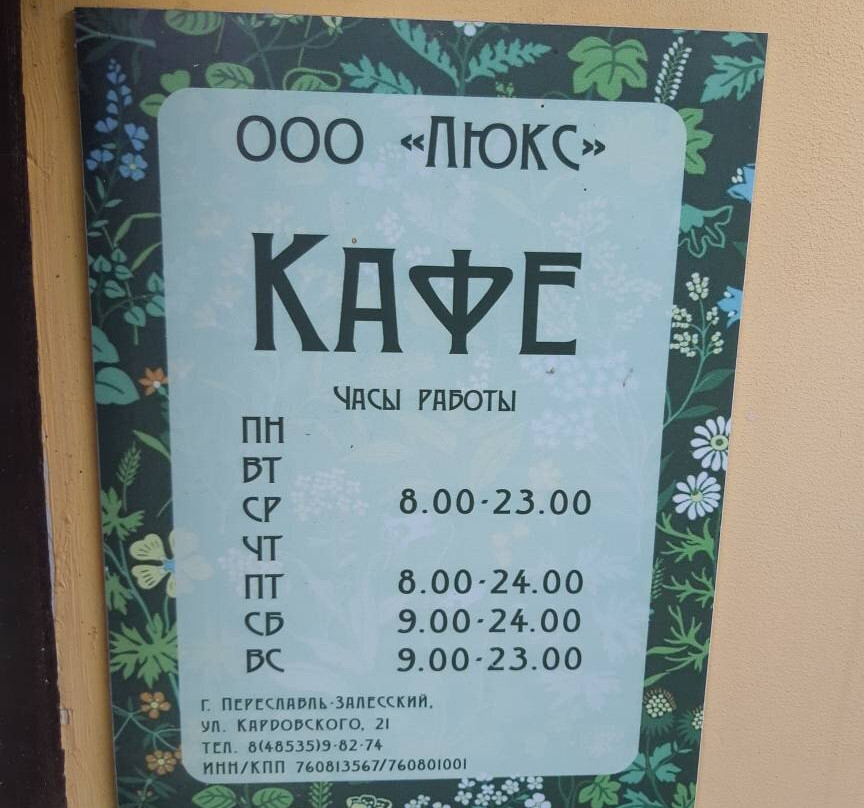 ООО «ЛЮКС»
КАФЕ
ЧАСЫ РАБОТЫ
ПН
ВТ
СР 8.00-23.00
ЧТ
ПТ 8.00-24.00
СБ 9.00-24.00
ВС 9.00-23.00
Г. ПЕРЕСЛАВЛЬ-ЗАЛЕССКИЙ,
УЛ. КАРДОВСКОГО, 21
ТЕЛ. 8(48535)9-82-74
ИНН/КПП 760813567/760801001